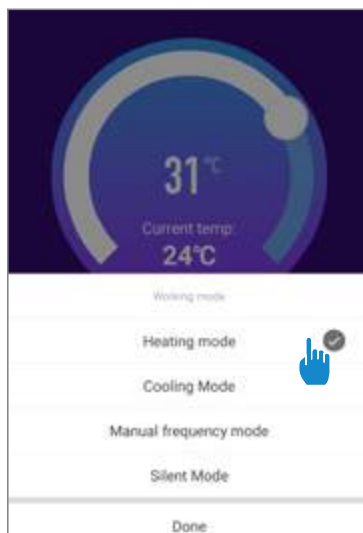 31°C
Current temp:
24°C
Working mode
Heating mode
Cooling Mode
Manual frequency mode
Silent Mode
Done